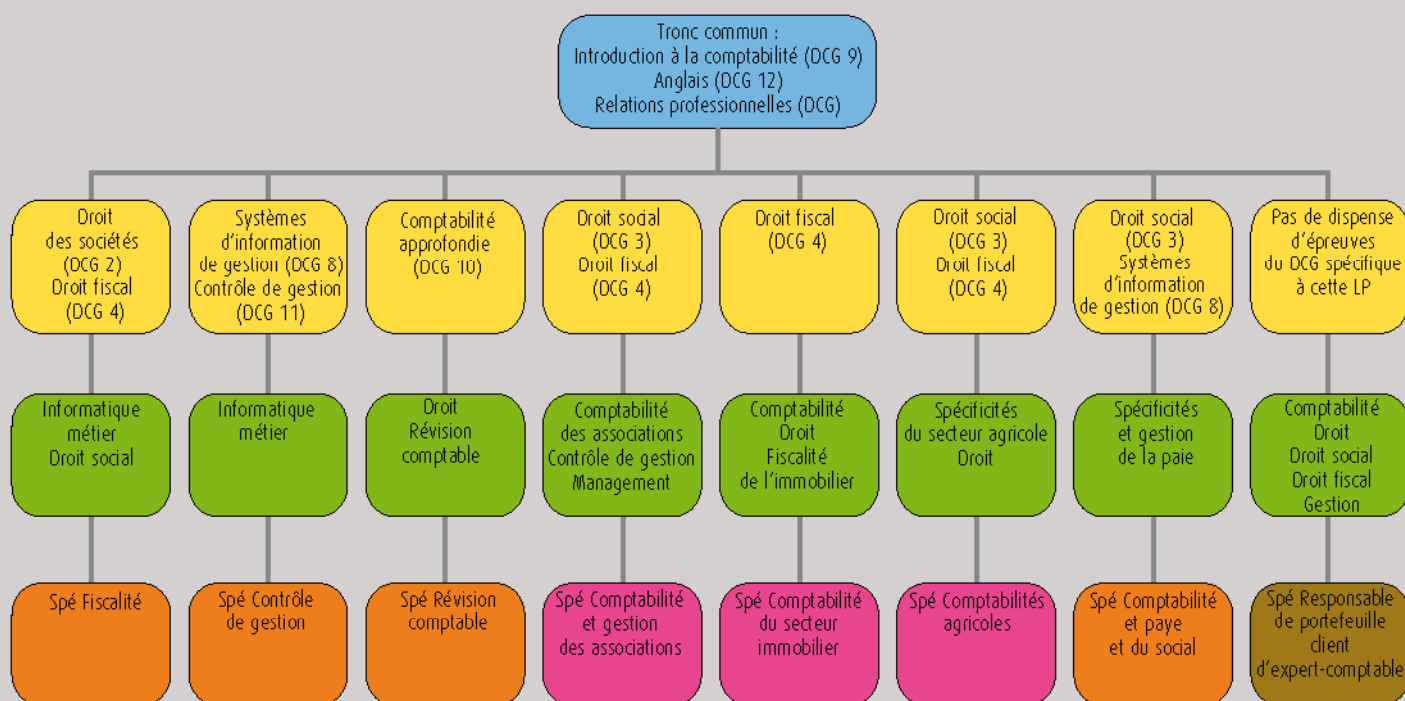 Tronc commun :
Introduction à la comptabilité (DCG 9)
Anglais (DCG 12)
Relations professionnelles (DCG)
Droit
des sociétés
(DCG 2)
Droit fiscal
(DCG 4)
Systèmes
d'information
de gestion (DCG 8)
Contrôle de gestion
(DCG 11)
Comptabilité
approfondie
(DCG 10)
Droit social
(DCG 3)
Droit fiscal
(DCG 4)
Droit fiscal
(DCG 4)
Droit social
(DCG 3)
Droit fiscal
(DCG 4)
Droit social
(DCG 3)
Systèmes
d'information
de gestion (DCG 8)
Pas de dispense
d'épreuves
du DCG spécifique
à cette LP
Informatique
métier
Droit social
Informatique
métier
Droit
Révision
comptable
Comptabilité
des associations
Contrôle de gestion
Management
Comptabilité
Droit
Fiscalité
de l'immobilier
Spécificités
du secteur agricole
Droit
Spécificités
et gestion
de la paie
Comptabilité
Droit
Droit social
Droit fiscal
Gestion
Spé Fiscalité
Spé Contrôle
de gestion
Spé Révision
comptable
Spé Comptabilité
et gestion
des associations
Spé Comptabilité
du secteur
immobilier
Spé Comptabilités
agricoles
Spé Comptabilité
et paye
et du social
Spé Responsable
de portefeuille
client
d'expert-comptable